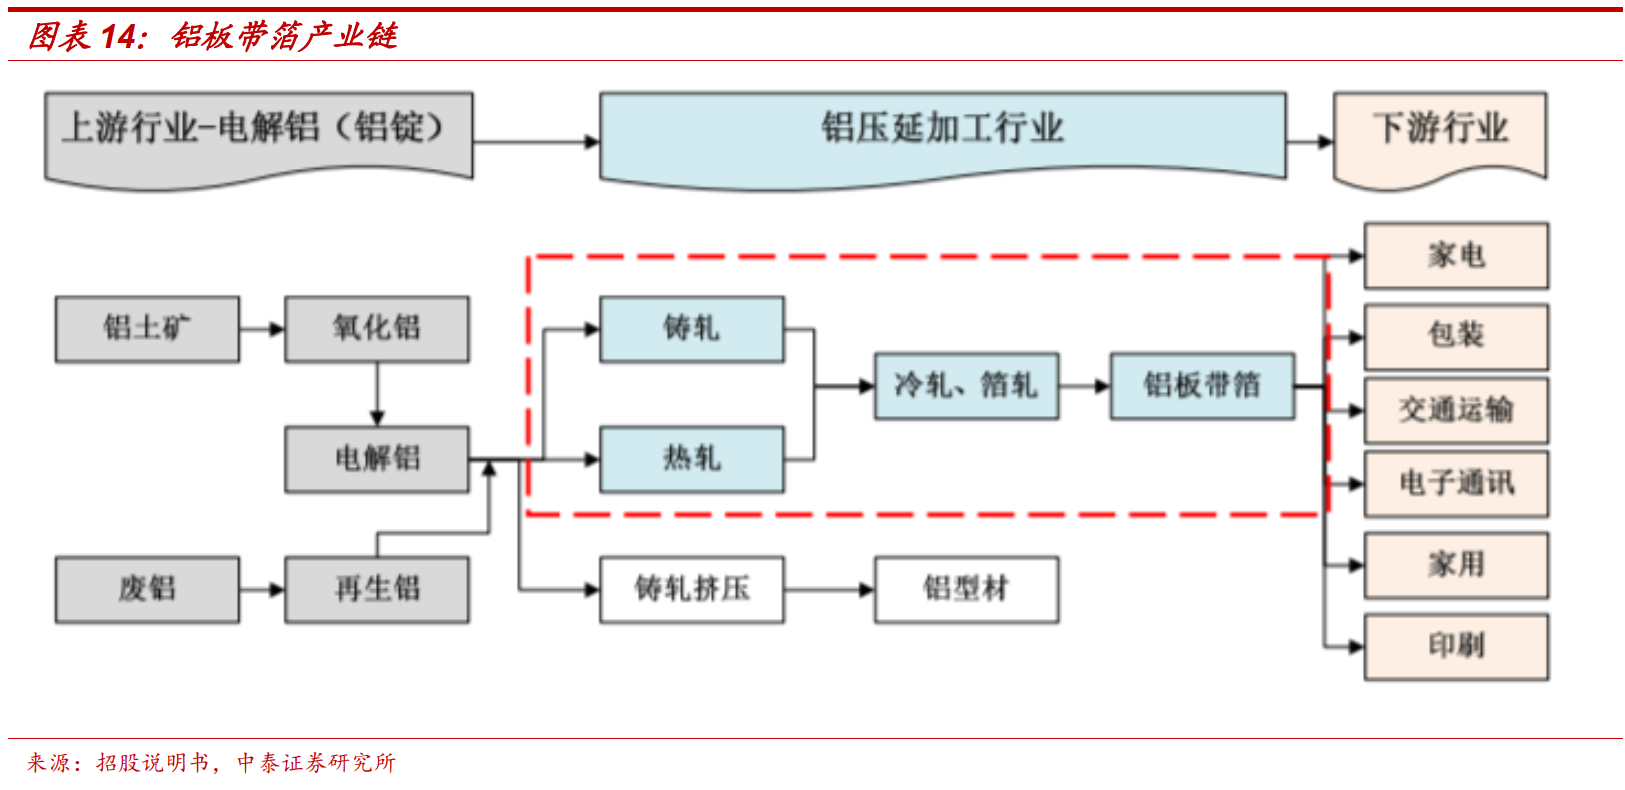 图表 14：铝板带箔产业链
上游行业-电解铝（铝锭）
铝压延加工行业
下游行业
铝土矿
氧化铝
电解铝
废铝
再生铝
铸轧
热轧
冷轧、箔轧
铝板带箔
铸轧挤压
铝型材
家电
包装
交通运输
电子通讯
家用
印刷
来源：招股说明书，中泰证券研究所